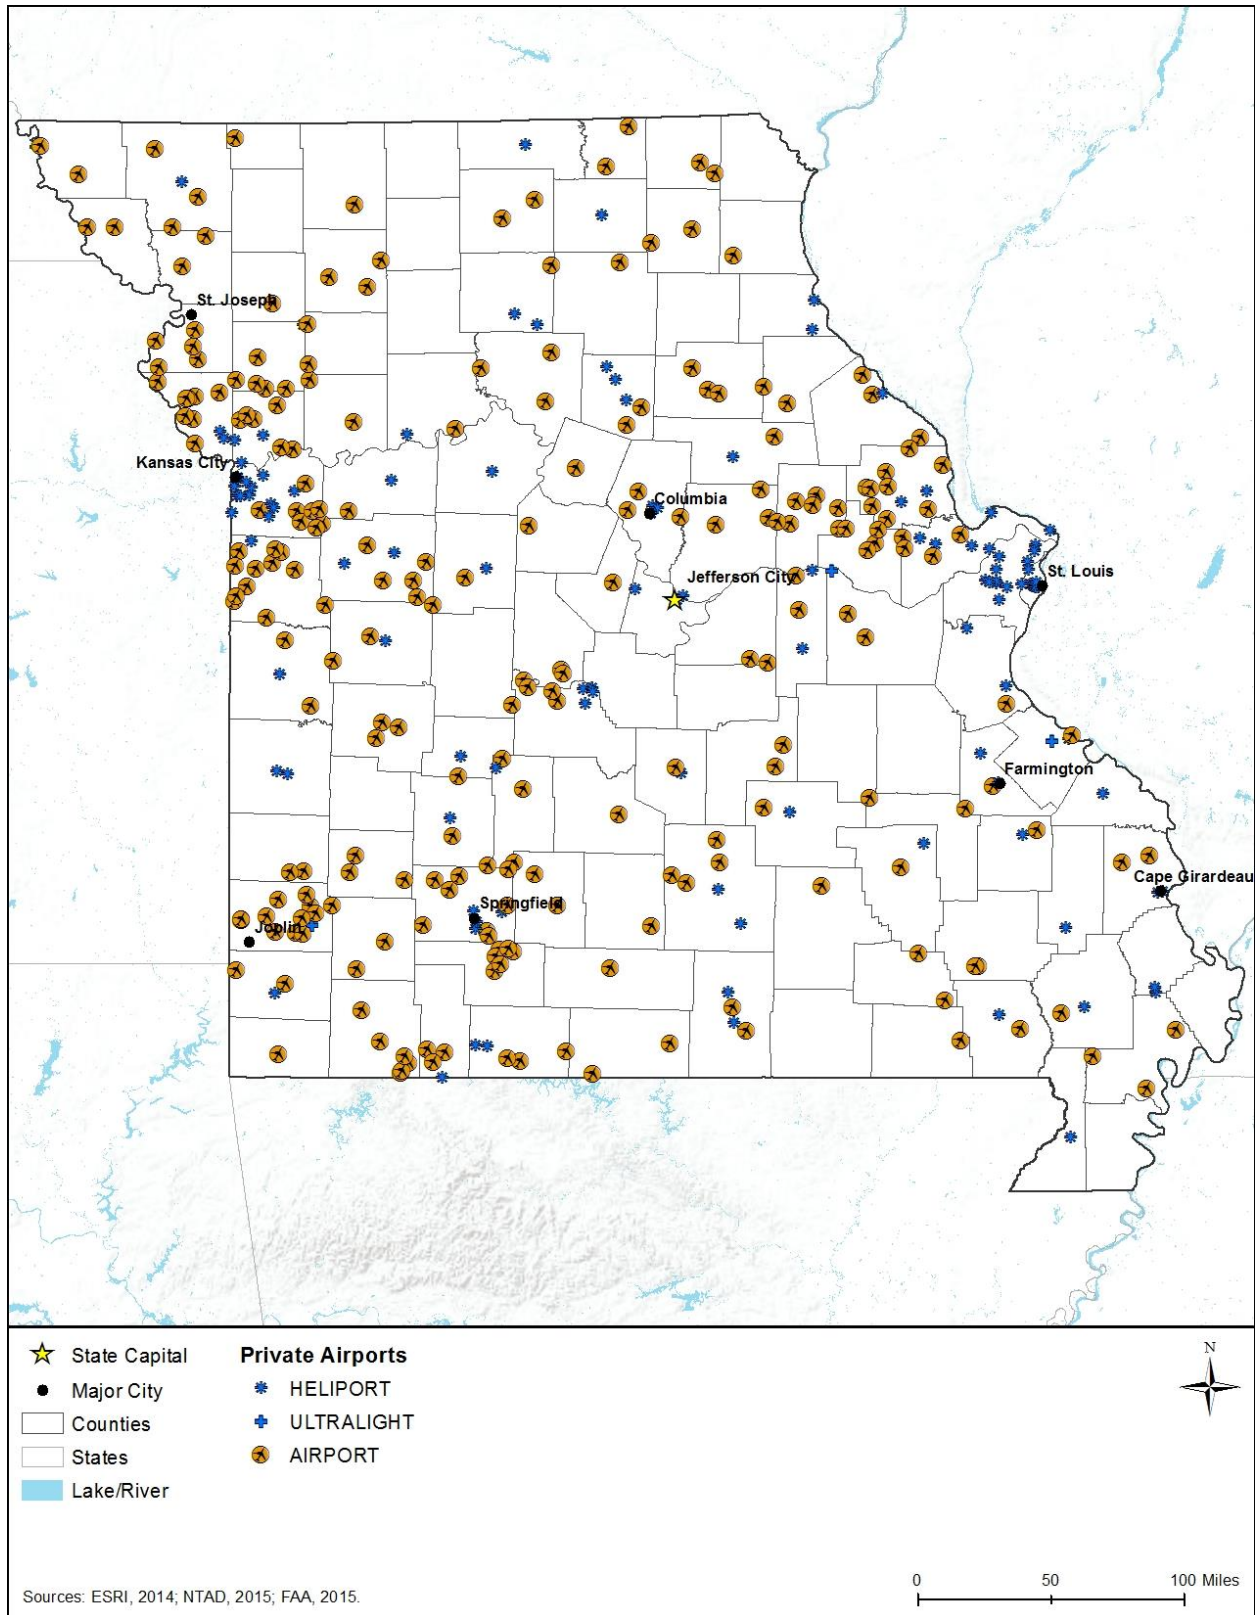 St. Joseph
Kansas City
Columbia
Jefferson City
St. Louis
Farmington
Cape Girardeau
Springfield
Joplin
State Capital
Major City
Counties
States
Lake/River
Private Airports
HELIPORT
ULTRALIGHT
AIRPORT
N
0 50 100 Miles
Sources: ESRI, 2014; NTAD, 2015; FAA, 2015.